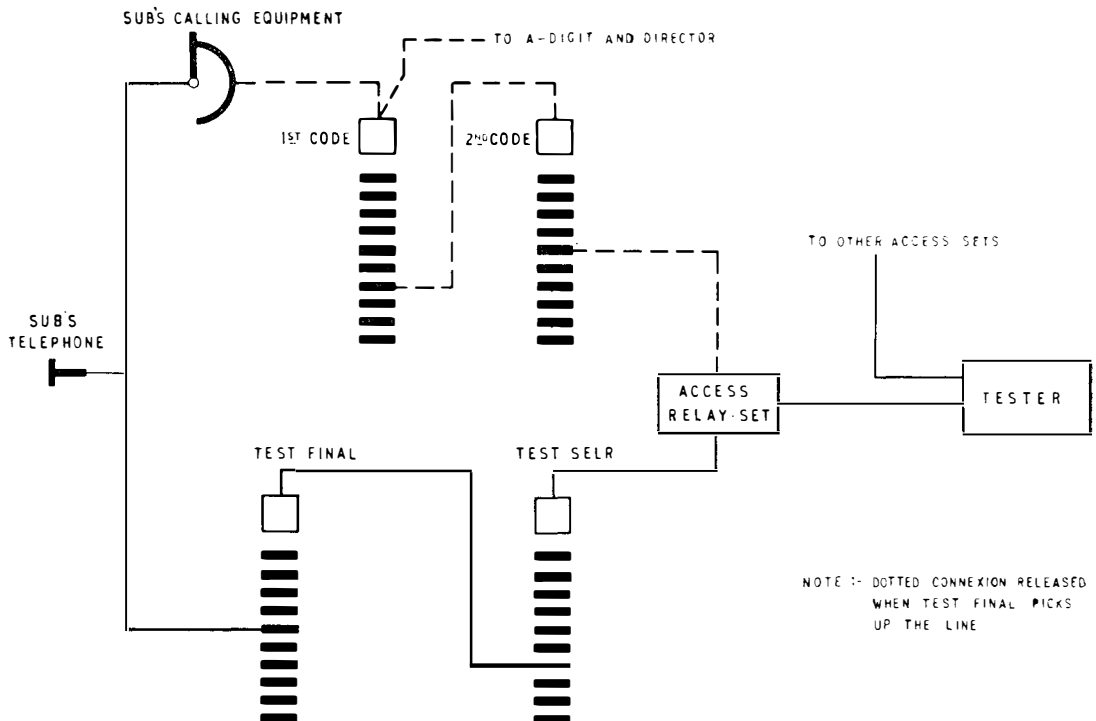 SUB'S CALLING EQUIPMENT
TO A-DIGIT AND DIRECTOR
1ST CODE
2ND CODE
TO OTHER ACCESS SETS
SUB'S
TELEPHONE
ACCESS
RELAY-SET
TESTER
TEST FINAL
TEST SELR
NOTE :- DOTTED CONNEXION RELEASED
WHEN TEST FINAL PICKS
UP THE LINE